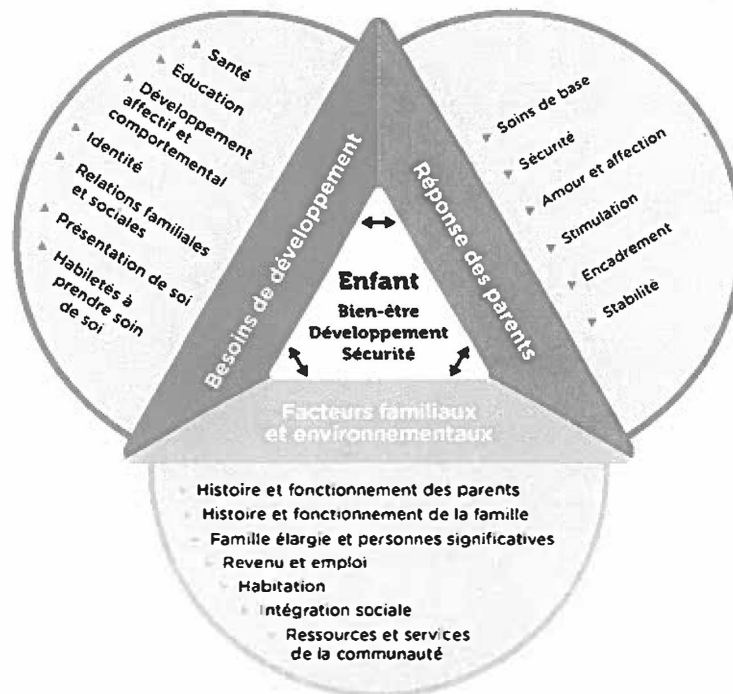 Santé
Éducation
Développement
affectif et
comportemental
Identité
Relations familiales
et sociales
Présentation de soi
Habiletés à
prendre soin
de soi
Besoins de développement
Réponse des parents
Soins de base
Sécurité
Amour et affection
Stimulation
Encadrement
Stabilité
Enfant
Bien-être
Développement
Sécurité
Facteurs familiaux
et environnementaux
Histoire et fonctionnement des parents
Histoire et fonctionnement de la famille
Famille élargie et personnes significatives
Revenu et emploi
Habitation
Intégration sociale
Ressources et services
de la communauté